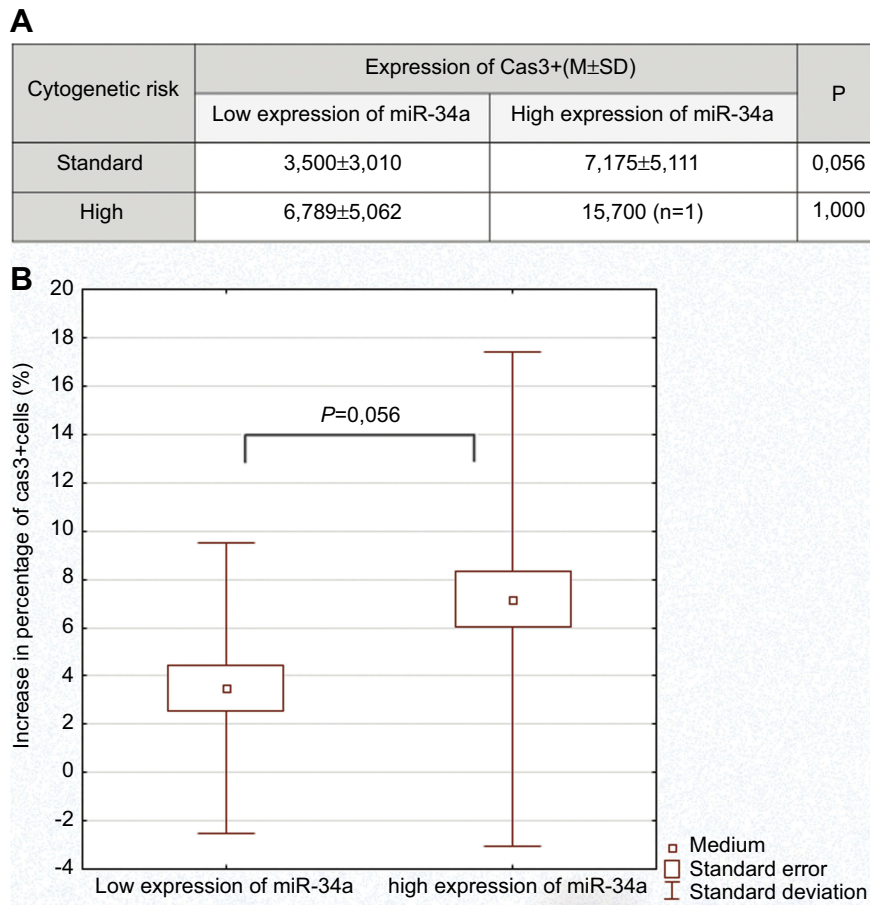 A
Cytogenetic risk
Expression of Cas3+(M±SD)
P
Low expression of miR-34a
High expression of miR-34a
Standard
3,500±3,010
7,175±5,111
0,056
High
6,789±5,062
15,700 (n=1)
1,000
B
Increase in percentage of cas3+cells (%)
20
18
16
14
12
10
8
6
4
2
0
-2
-4
P=0,056
Low expression of miR-34a
high expression of miR-34a
Medium
Standard error
Standard deviation